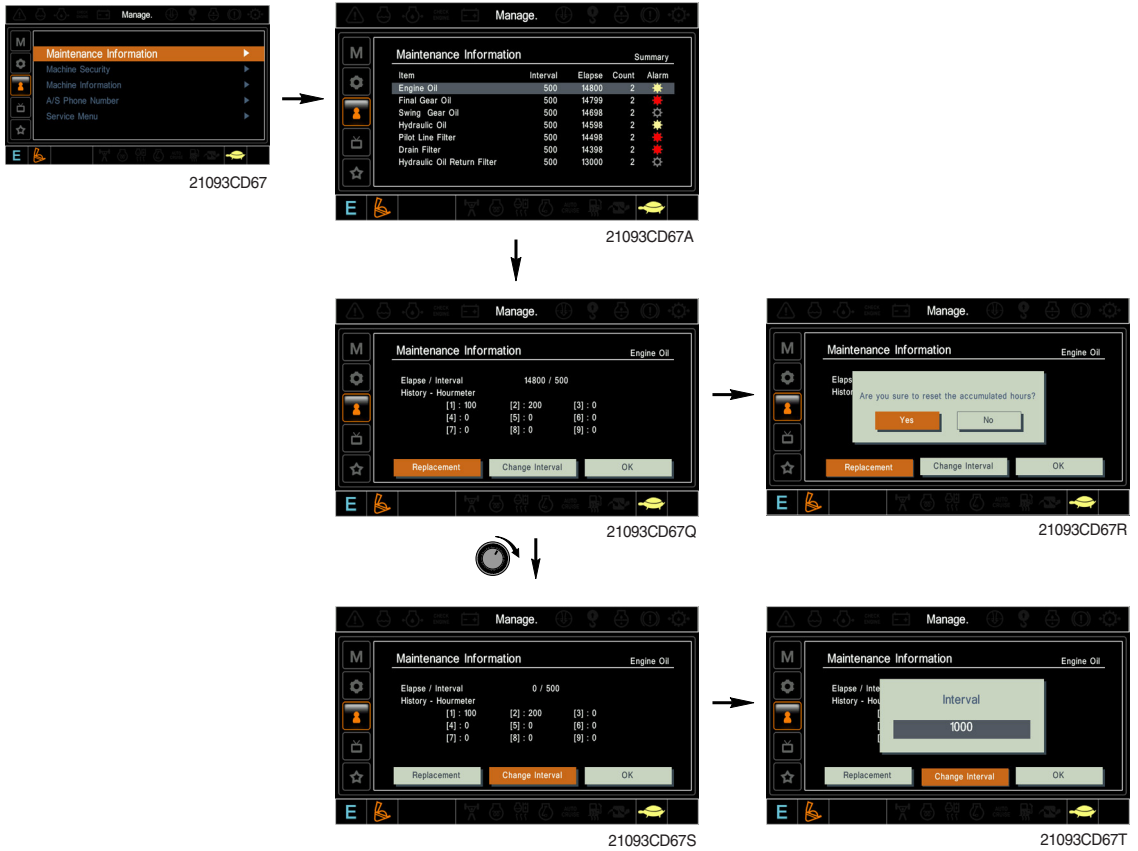 Manage.
M
Maintenance Information
Machine Security
Machine Information
A/S Phone Number
Service Menu
E
21093CD67
Manage.
M
Maintenance Information Summary
Item Interval Elapse Count Alarm
Engine Oil 500 14800 2
Final Gear Oil 500 14799 2
Swing Gear Oil 500 14698 2
Hydraulic Oil 500 14598 2
Pilot Line Filter 500 14498 2
Drain Filter 500 14398 2
Hydraulic Oil Return Filter 500 13000 2
E
21093CD67A
Manage.
M
Maintenance Information Engine Oil
Elapse / Interval 14800 / 500
History - Hourmeter
[1] : 100 [2] : 200 [3] : 0
[4] : 0 [5] : 0 [6] : 0
[7] : 0 [8] : 0 [9] : 0
Replacement Change Interval OK
E
21093CD67Q
Manage.
M
Maintenance Information Engine Oil
Elaps
Histor
Are you sure to reset the accumulated hours?
Yes No
Replacement Change Interval OK
E
21093CD67R
Manage.
M
Maintenance Information Engine Oil
Elapse / Interval 0 / 500
History - Hourmeter
[1] : 100 [2] : 200 [3] : 0
[4] : 0 [5] : 0 [6] : 0
[7] : 0 [8] : 0 [9] : 0
Replacement Change Interval OK
E
21093CD67S
Manage.
M
Maintenance Information Engine Oil
Elapse / Inte
History - Hou
Interval
1000
Replacement Change Interval OK
E
21093CD67T